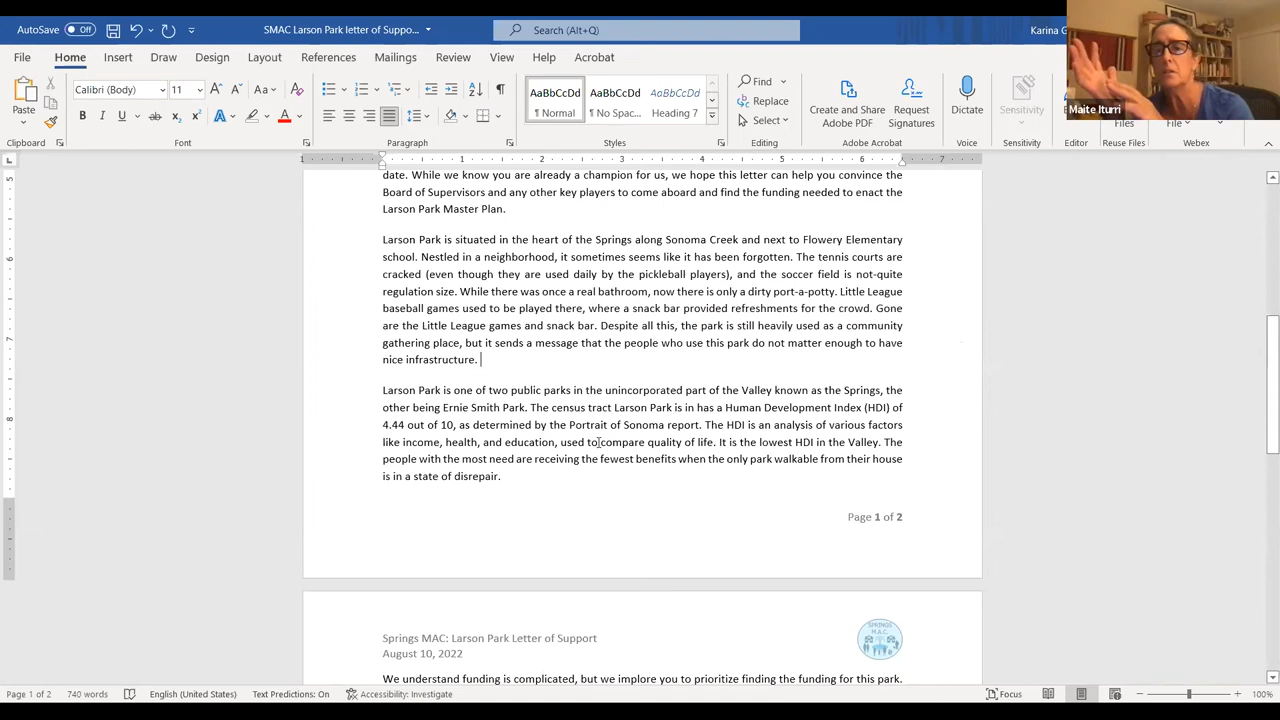 AutoSave Off SMAC Larson Park letter of Suppo... Search (Alt+Q) Karina G
File Home Insert Draw Design Layout References Mailings Review View Help Acrobat
Maite Iturri
Paste
Calibri (Body) 11
Aa
B I U ab x₂ x² A A
AaBbCcDd AaBbCcDd AaBbCcDd
¶ Normal ¶ No Spac... Heading 7
Find
Replace
Select
Create and Share Adobe PDF
Request Signatures
Dictate
Sensitivity
Files
File
Clipboard Font Paragraph Styles Editing Adobe Acrobat Voice Sensitivity Editor Reuse Files Webex
1 1 2 3 4 5 6 7
date. While we know you are already a champion for us, we hope this letter can help you convince the
Board of Supervisors and any other key players to come aboard and find the funding needed to enact the
Larson Park Master Plan.
Larson Park is situated in the heart of the Springs along Sonoma Creek and next to Flowery Elementary
school. Nestled in a neighborhood, it sometimes seems like it has been forgotten. The tennis courts are
cracked (even though they are used daily by the pickleball players), and the soccer field is not-quite
regulation size. While there was once a real bathroom, now there is only a dirty port-a-potty. Little League
baseball games used to be played there, where a snack bar provided refreshments for the crowd. Gone
are the Little League games and snack bar. Despite all this, the park is still heavily used as a community
gathering place, but it sends a message that the people who use this park do not matter enough to have
nice infrastructure.
Larson Park is one of two public parks in the unincorporated part of the Valley known as the Springs, the
other being Ernie Smith Park. The census tract Larson Park is in has a Human Development Index (HDI) of
4.44 out of 10, as determined by the Portrait of Sonoma report. The HDI is an analysis of various factors
like income, health, and education, used to compare quality of life. It is the lowest HDI in the Valley. The
people with the most need are receiving the fewest benefits when the only park walkable from their house
is in a state of disrepair.
Page 1 of 2
Springs MAC: Larson Park Letter of Support
August 10, 2022
SPRINGS
M.A.C.
We understand funding is complicated, but we implore you to prioritize finding the funding for this park.
Page 1 of 2 740 words English (United States) Text Predictions: On Accessibility: Investigate Focus 100%